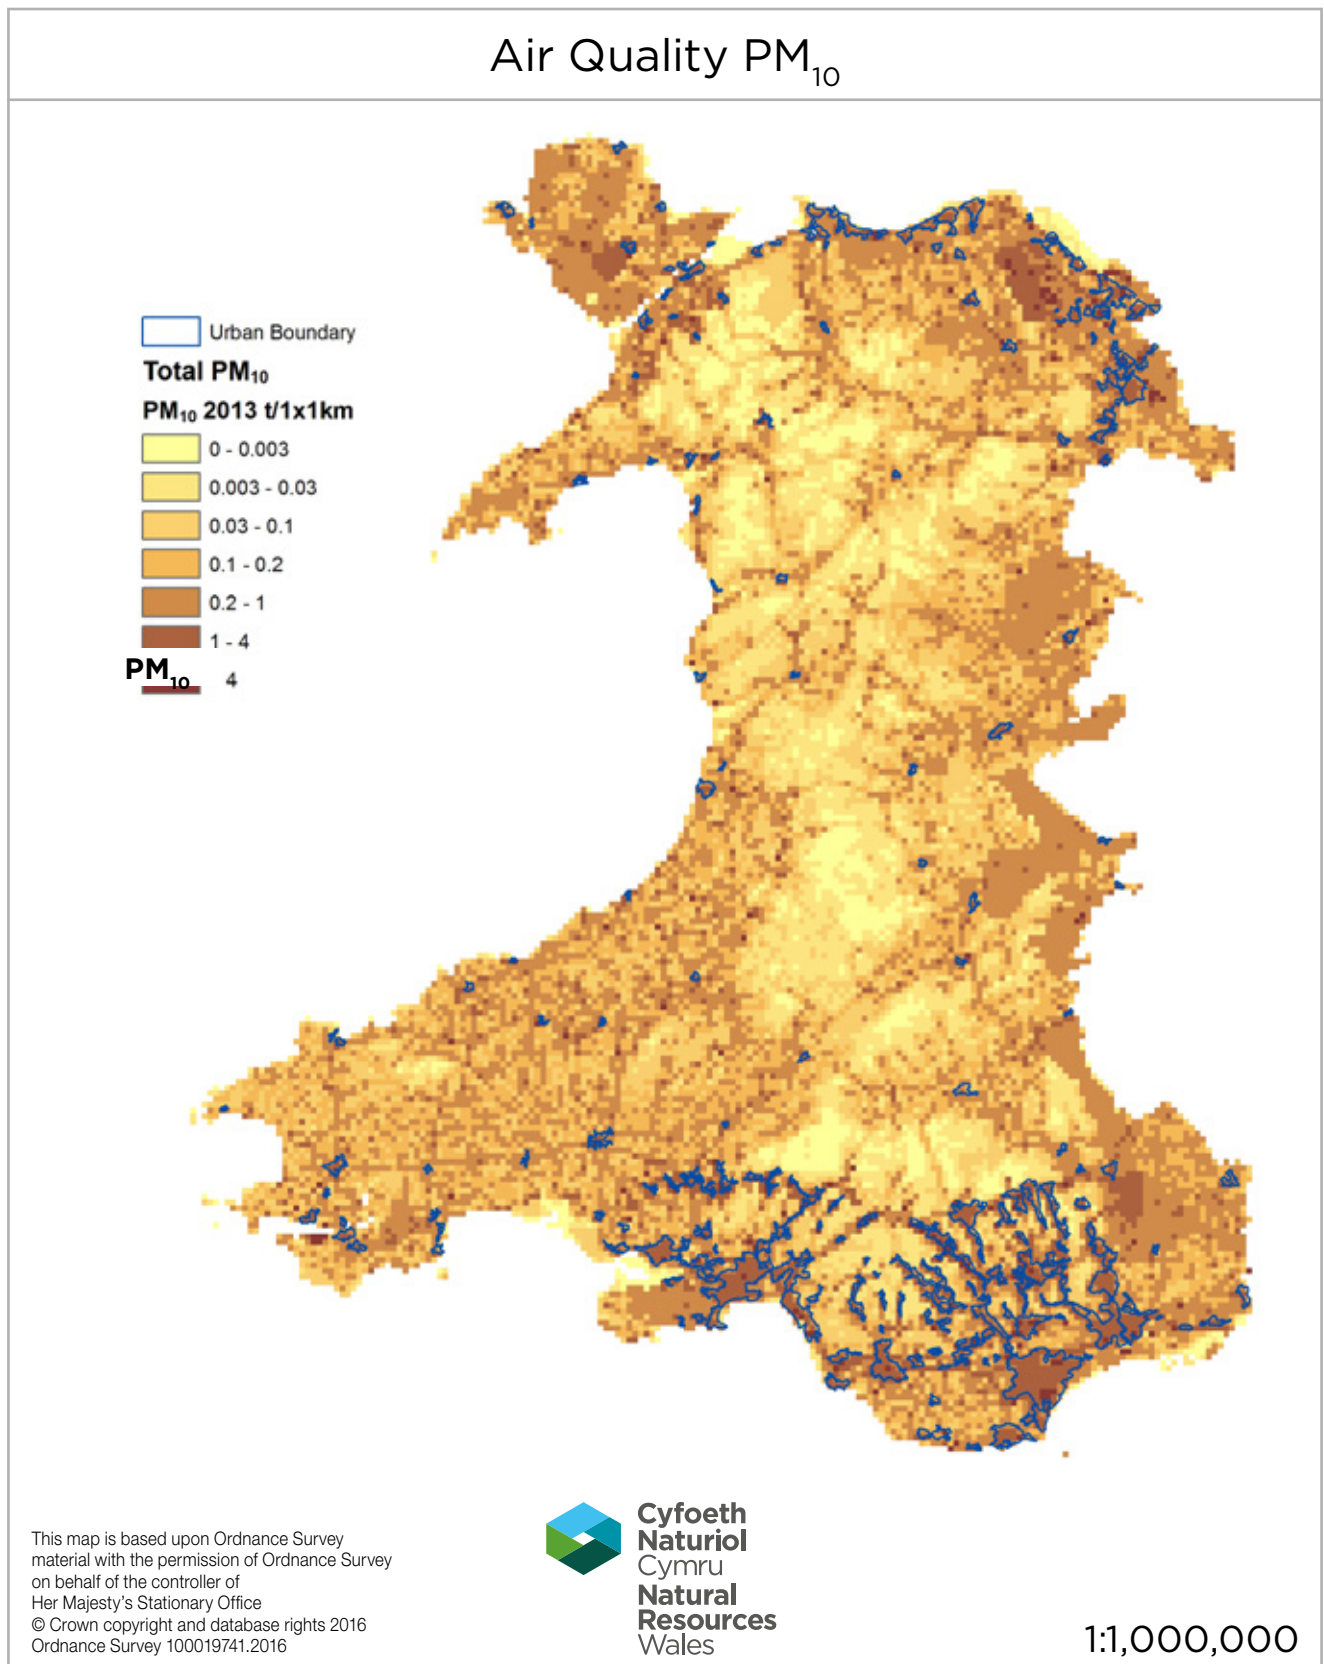 Air Quality PM₁₀
Urban Boundary
Total PM₁₀
PM₁₀ 2013 t/1x1km
0 - 0.003
0.003 - 0.03
0.03 - 0.1
0.1 - 0.2
0.2 - 1
1 - 4
PM₁₀
4
This map is based upon Ordnance Survey
material with the permission of Ordnance Survey
on behalf of the controller of
Her Majesty's Stationary Office
© Crown copyright and database rights 2016
Ordnance Survey 100019741.2016
Cyfoeth
Naturiol
Cymru
Natural
Resources
Wales
1:1,000,000